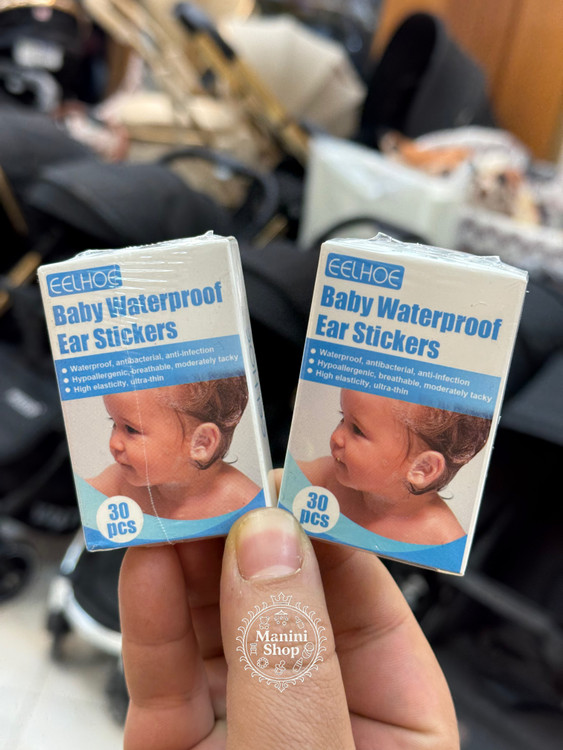 EELHOE
Baby Waterproof
Ear Stickers
• Waterproof, antibacterial, anti-infection
• Hypoallergenic, breathable, moderately tacky
• High elasticity, ultra-thin
30
pcs
EELHOE
Baby Waterproof
Ear Stickers
• Waterproof, antibacterial, anti-infection
• Hypoallergenic, breathable, moderately tacky
• High elasticity, ultra-thin
30
pcs
Manini
Shop